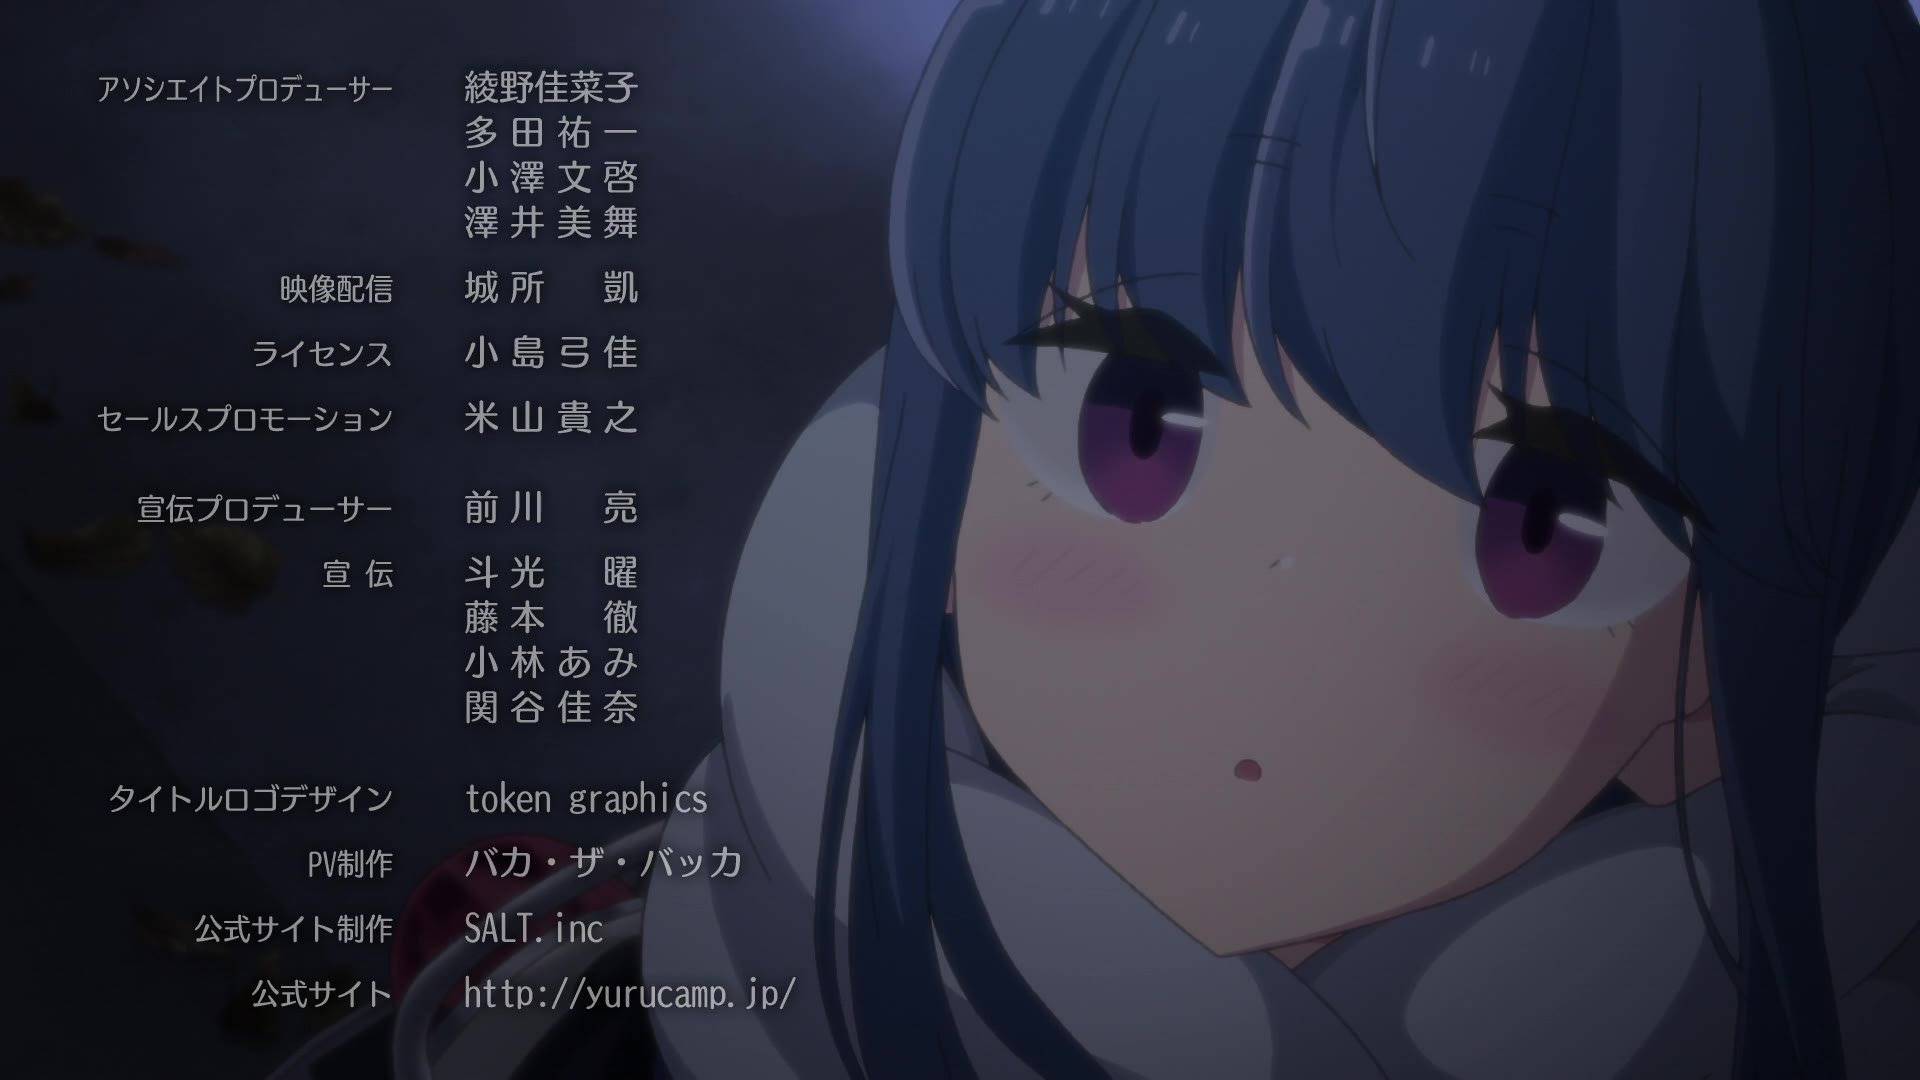 アソシエイトプロデューサー 綾野佳菜子
多田祐一
小澤文啓
澤井美舞
映像配信 城所 凱
ライセンス 小島弓佳
セールスプロモーション 米山貴之
宣伝プロデューサー 前川 亮
宣伝 斗光 曜
藤本 徹
小林あみ
関谷佳奈
タイトルロゴデザイン token graphics
PV制作 バカ・ザ・バッカ
公式サイト制作 SALT.inc
公式サイト http://yurucamp.jp/